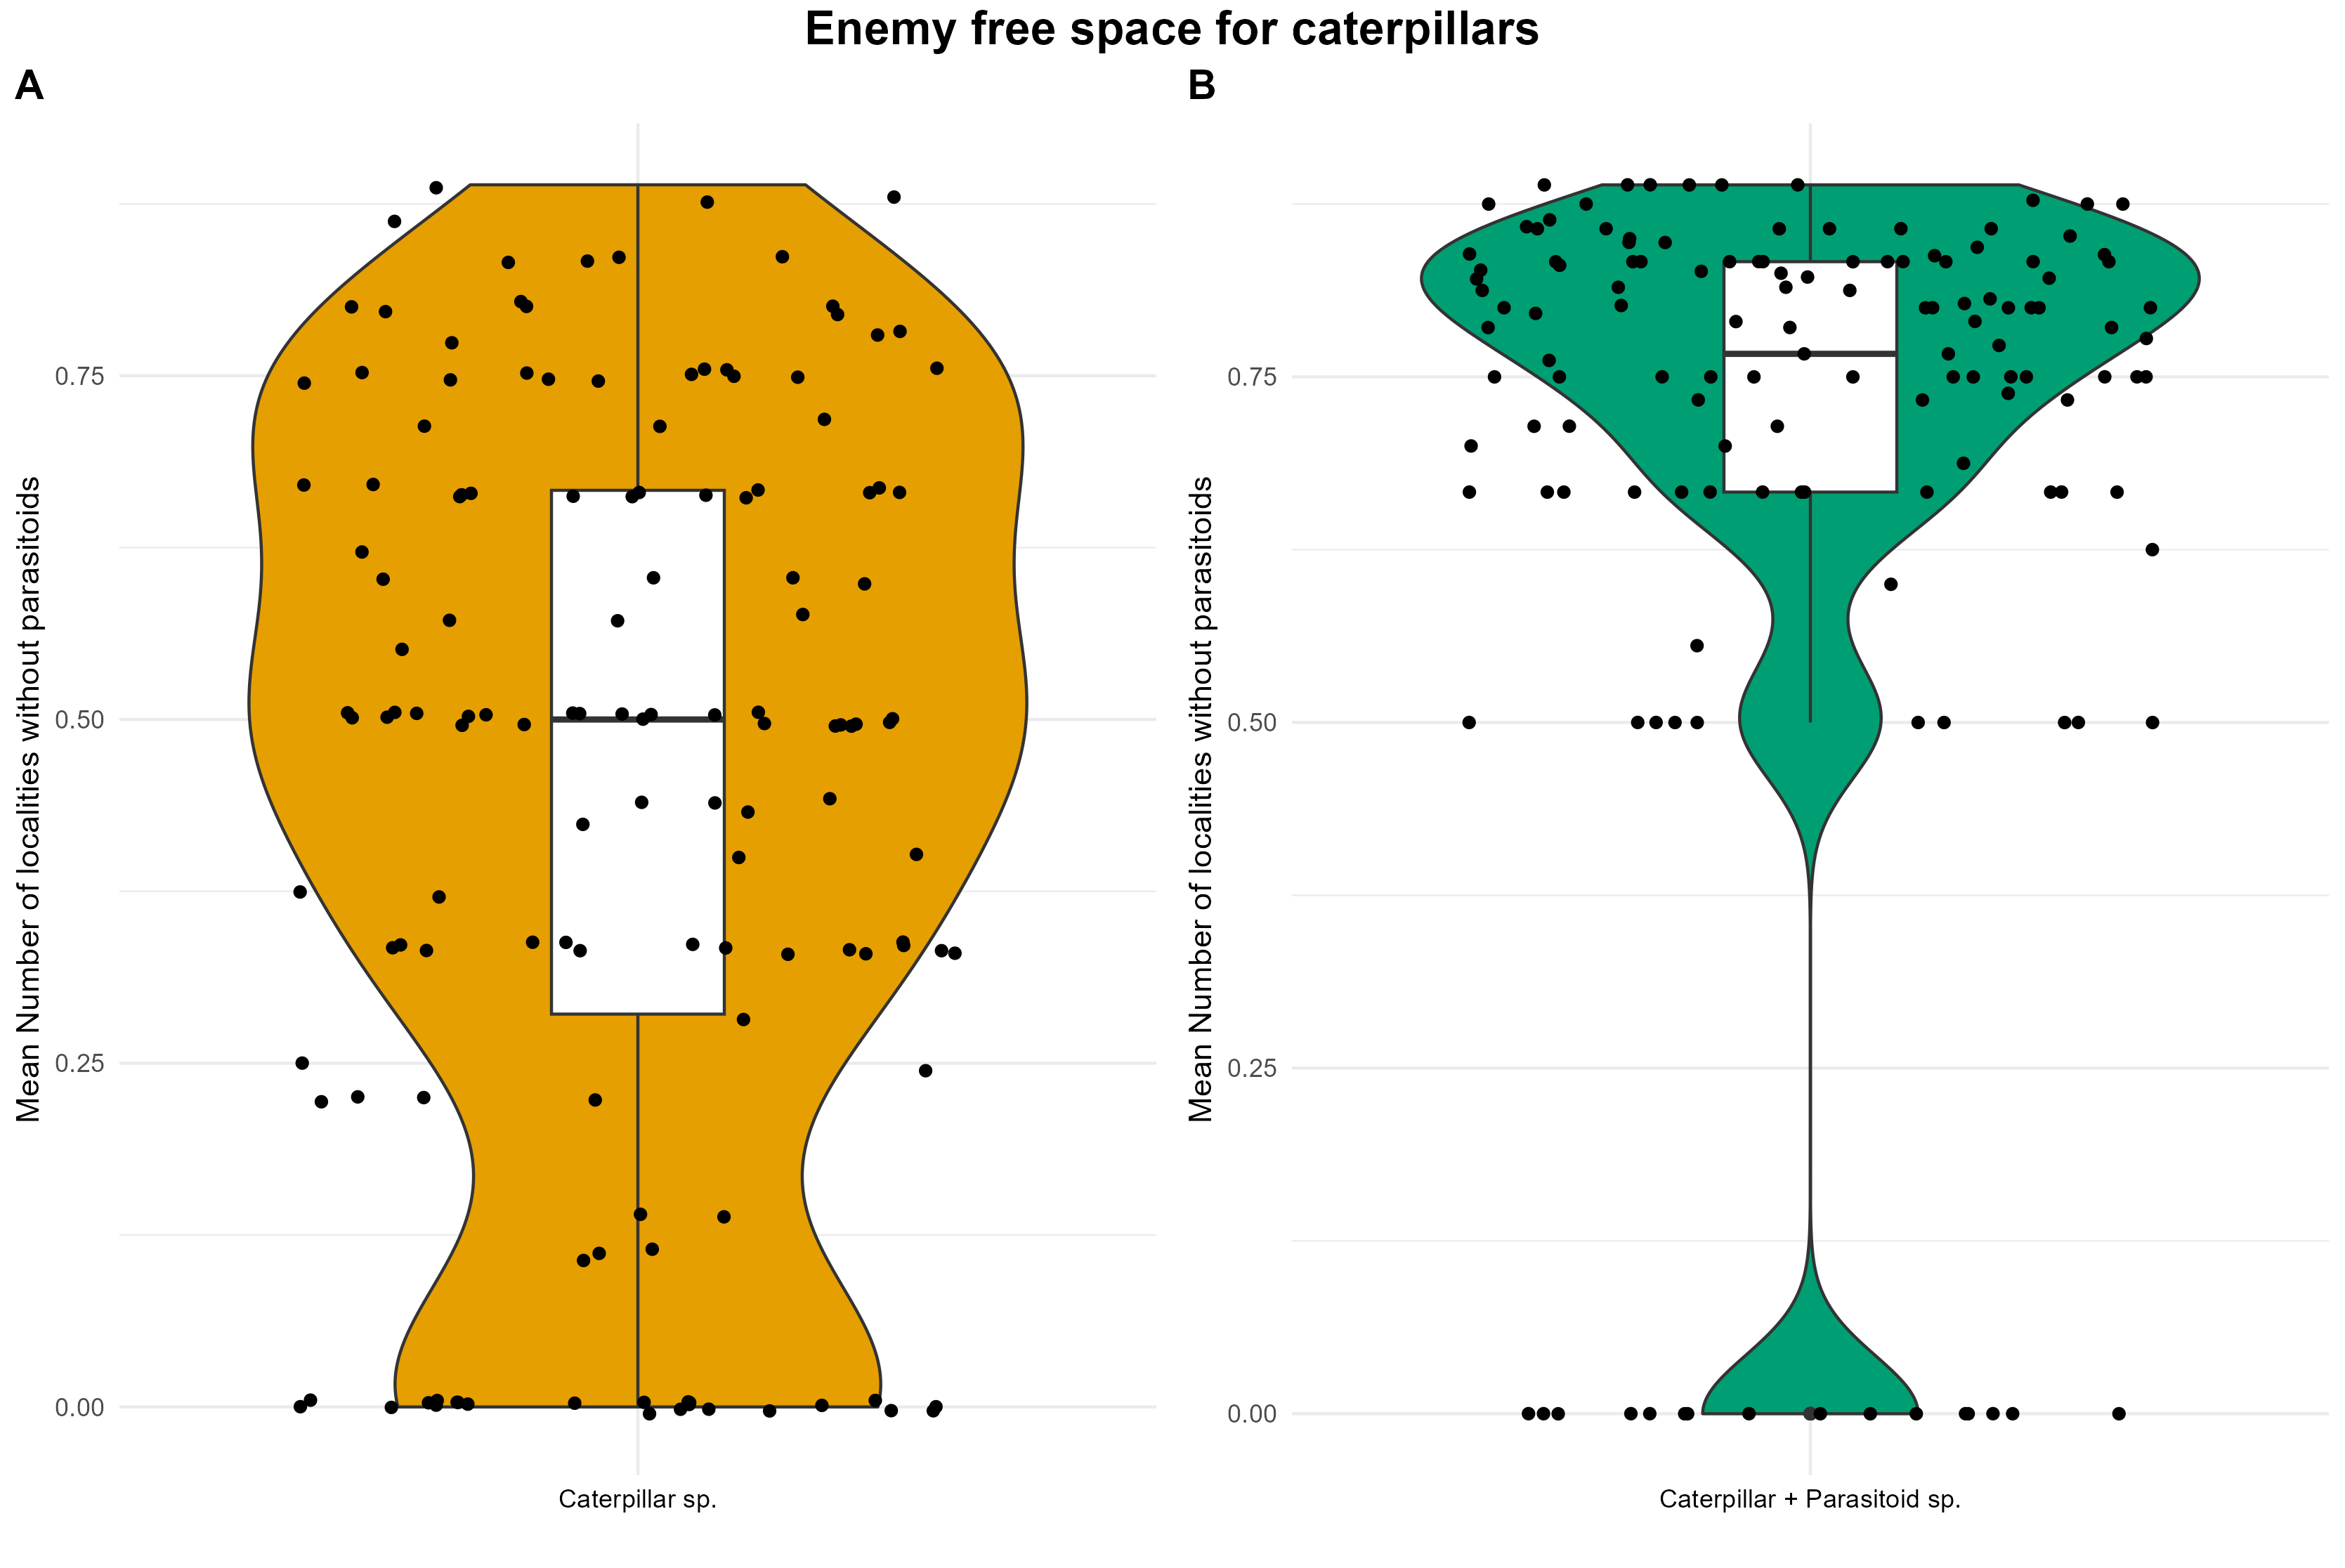 Enemy free space for caterpillars
A
B
Mean Number of localities without parasitoids
0.75
0.50
0.25
0.00
Caterpillar sp.
Mean Number of localities without parasitoids
0.75
0.50
0.25
0.00
Caterpillar + Parasitoid sp.